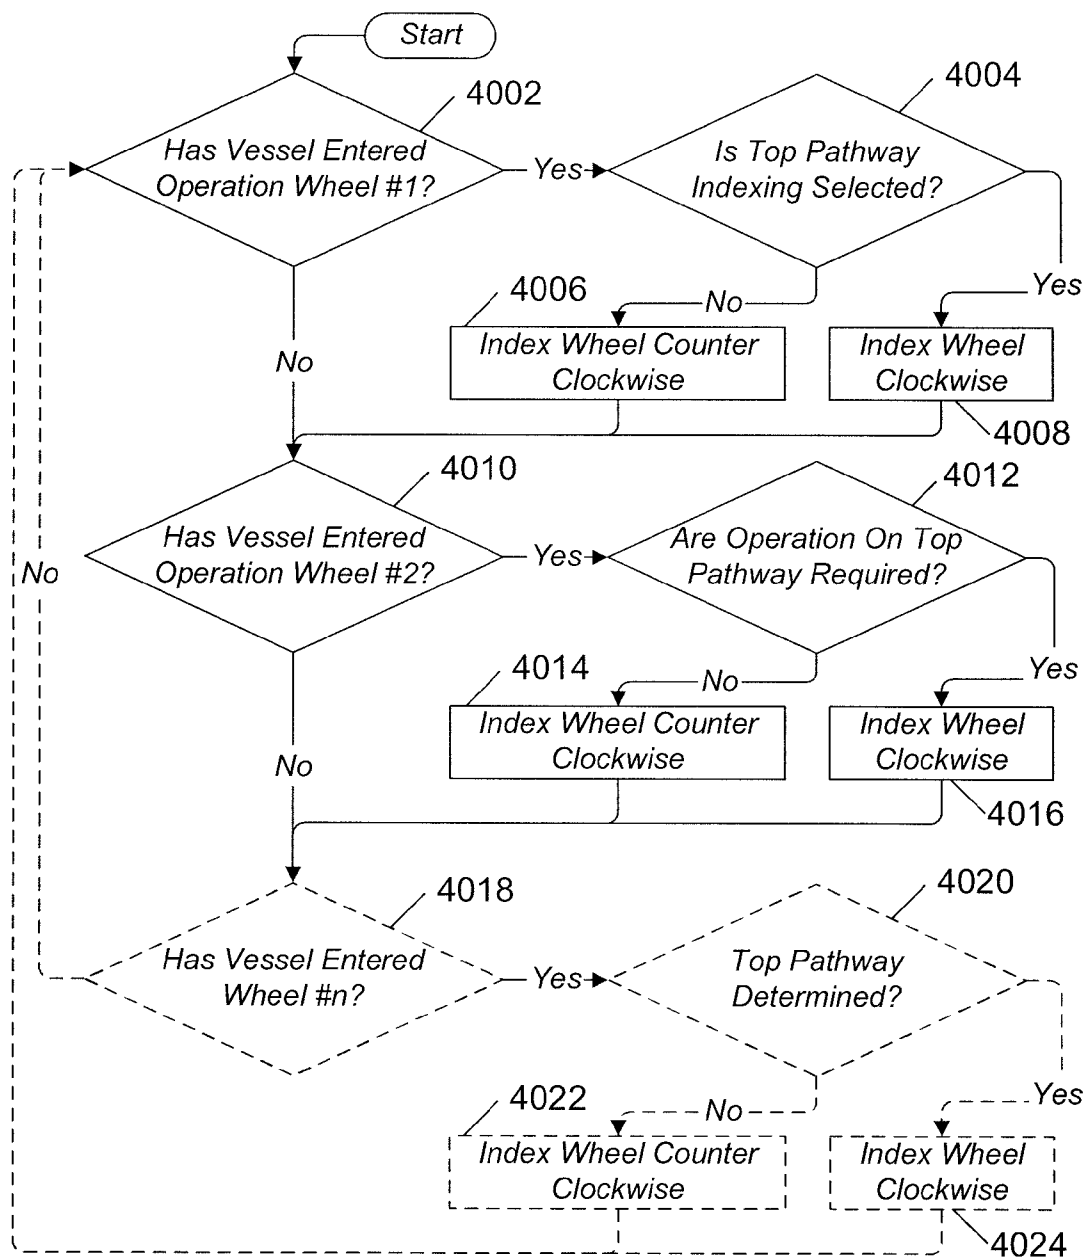 Start
4002
4004
Has Vessel Entered
Operation Wheel #1?
Yes
Is Top Pathway
Indexing Selected?
4006
No
Yes
Index Wheel Counter
Clockwise
Index Wheel
Clockwise
No
4008
4010
4012
Has Vessel Entered
Operation Wheel #2?
Yes
Are Operation On Top
Pathway Required?
No
4014
No
Yes
Index Wheel Counter
Clockwise
Index Wheel
Clockwise
No
4016
4018
4020
Has Vessel Entered
Wheel #n?
Yes
Top Pathway
Determined?
4022
No
Yes
Index Wheel Counter
Clockwise
Index Wheel
Clockwise
4024